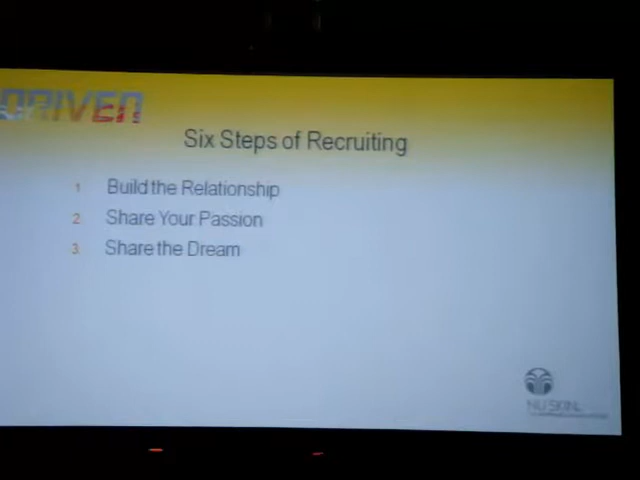 DRIVEN
Six Steps of Recruiting
1 Build the Relationship
2 Share Your Passion
3 Share the Dream
NU SKIN